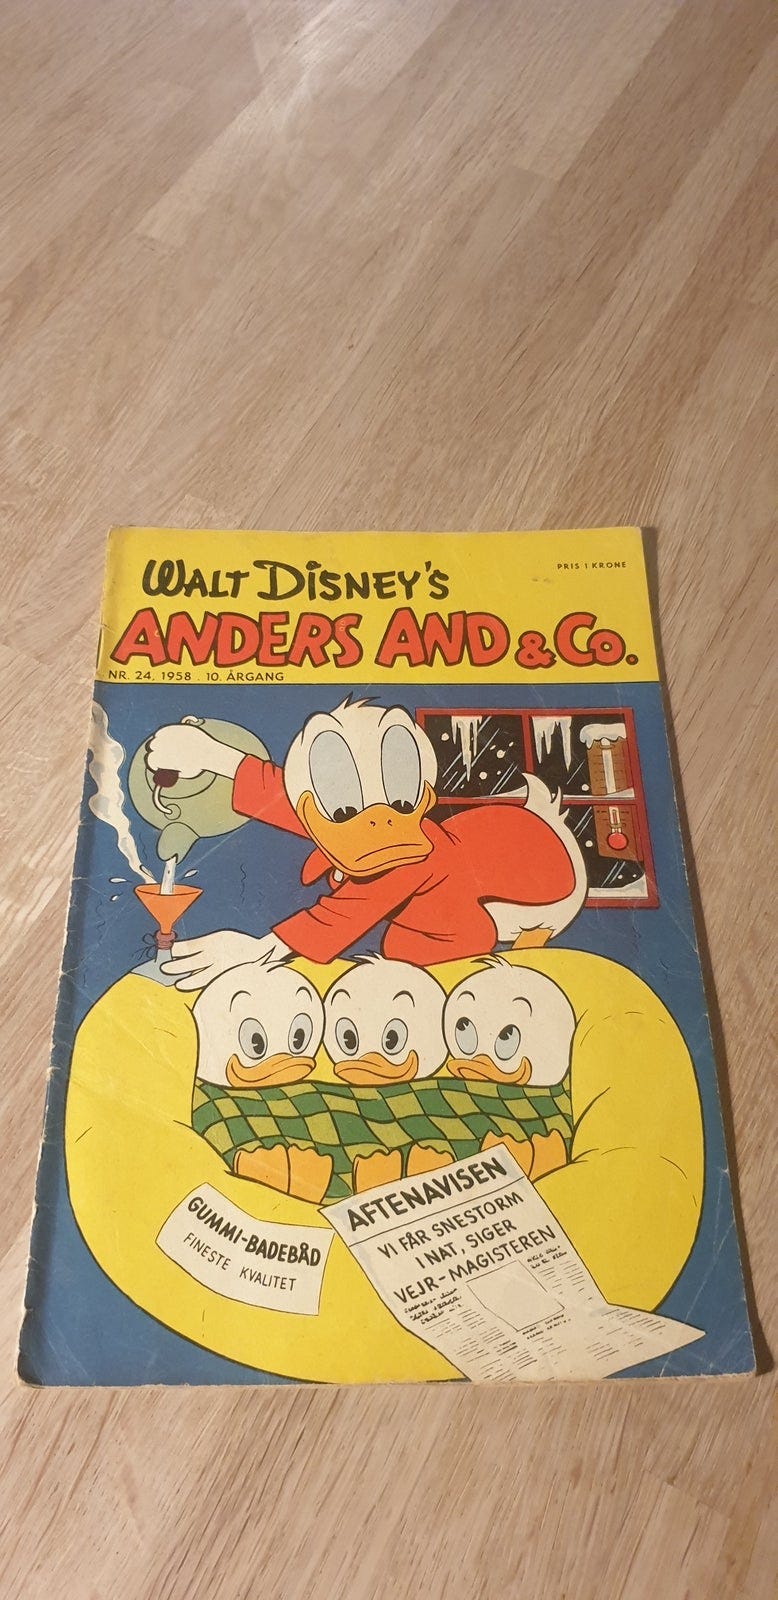 WALT DISNEY'S
PRIS 1 KRONE
ANDERS AND & CO.
NR. 24, 1958 . 10. ÅRGANG
GUMMI-BADEBÅD
FINESTE KVALITET
AFTENAVISEN
VI FÅR SNESTORM
I NAT, SIGER
VEJR-MAGISTEREN